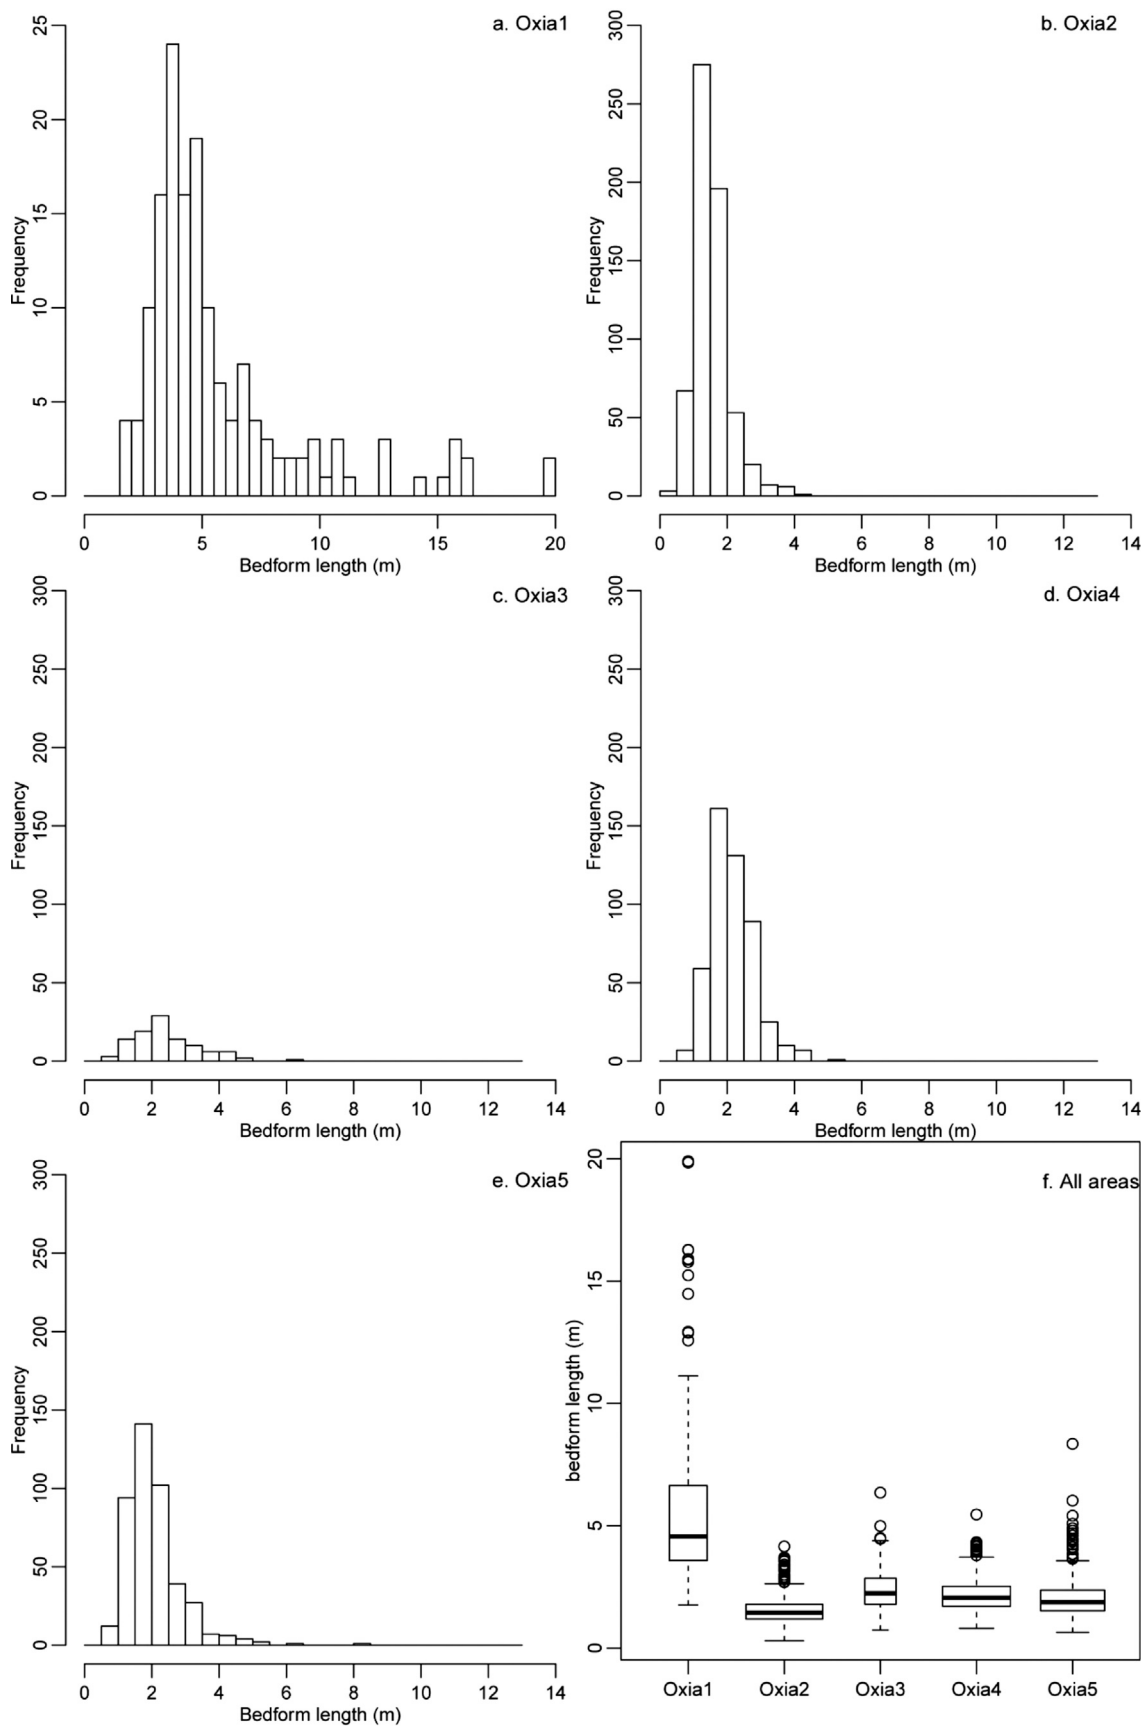 a. Oxia1
25
20
15
10
5
0
Frequency
0 5 10 15 20
Bedform length (m)
b. Oxia2
300
250
200
150
100
50
0
Frequency
0 2 4 6 8 10 12 14
Bedform length (m)
c. Oxia3
300
250
200
150
100
50
0
Frequency
0 2 4 6 8 10 12 14
Bedform length (m)
d. Oxia4
300
250
200
150
100
50
0
Frequency
0 2 4 6 8 10 12 14
Bedform length (m)
e. Oxia5
300
250
200
150
100
50
0
Frequency
0 2 4 6 8 10 12 14
Bedform length (m)
f. All areas
20
15
10
5
0
bedform length (m)
Oxia1 Oxia2 Oxia3 Oxia4 Oxia5